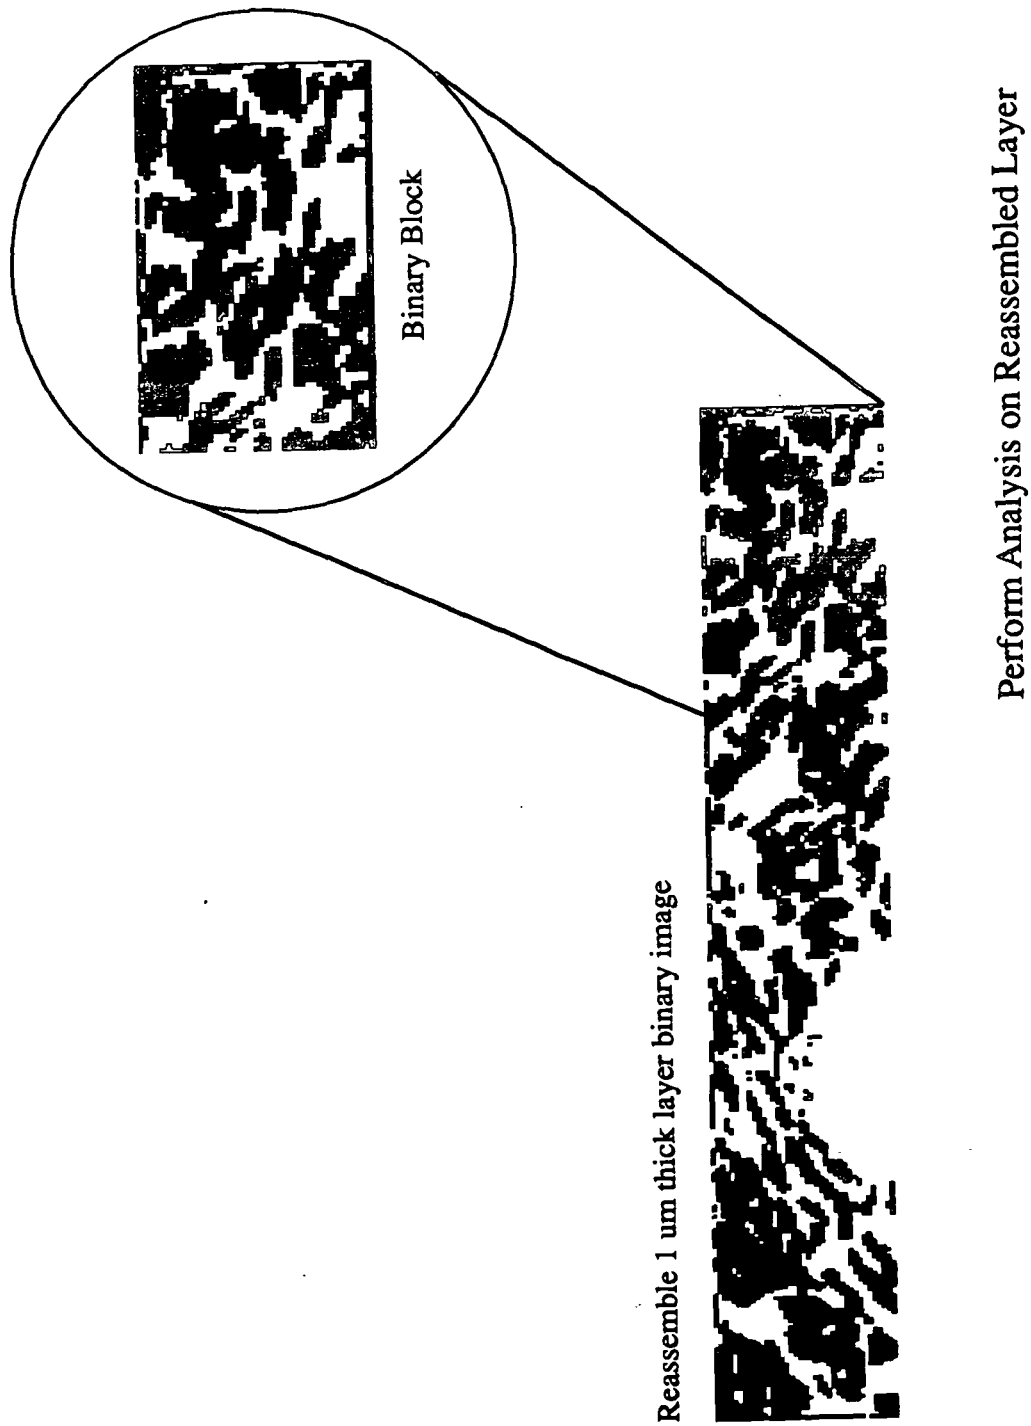 Binary Block
Reassemble 1 um thick layer binary image
Perform Analysis on Reassembled Layer